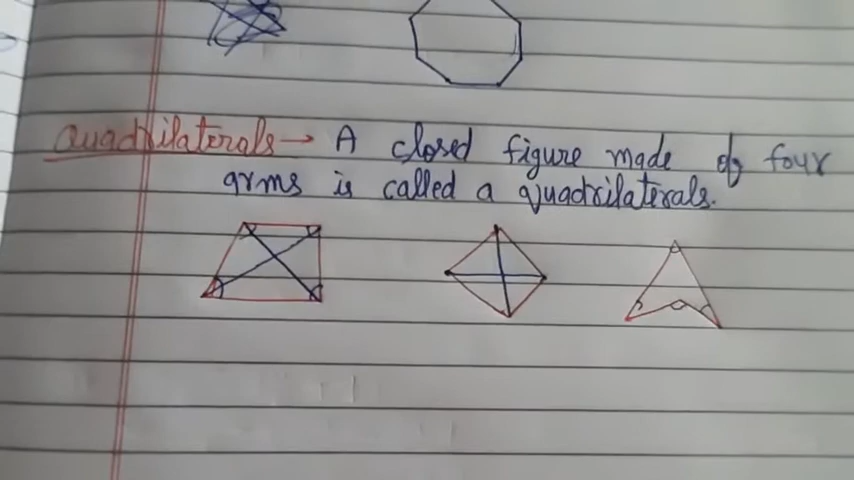 Quadrilaterals → A closed figure made of four
arms is called a quadrilaterals.